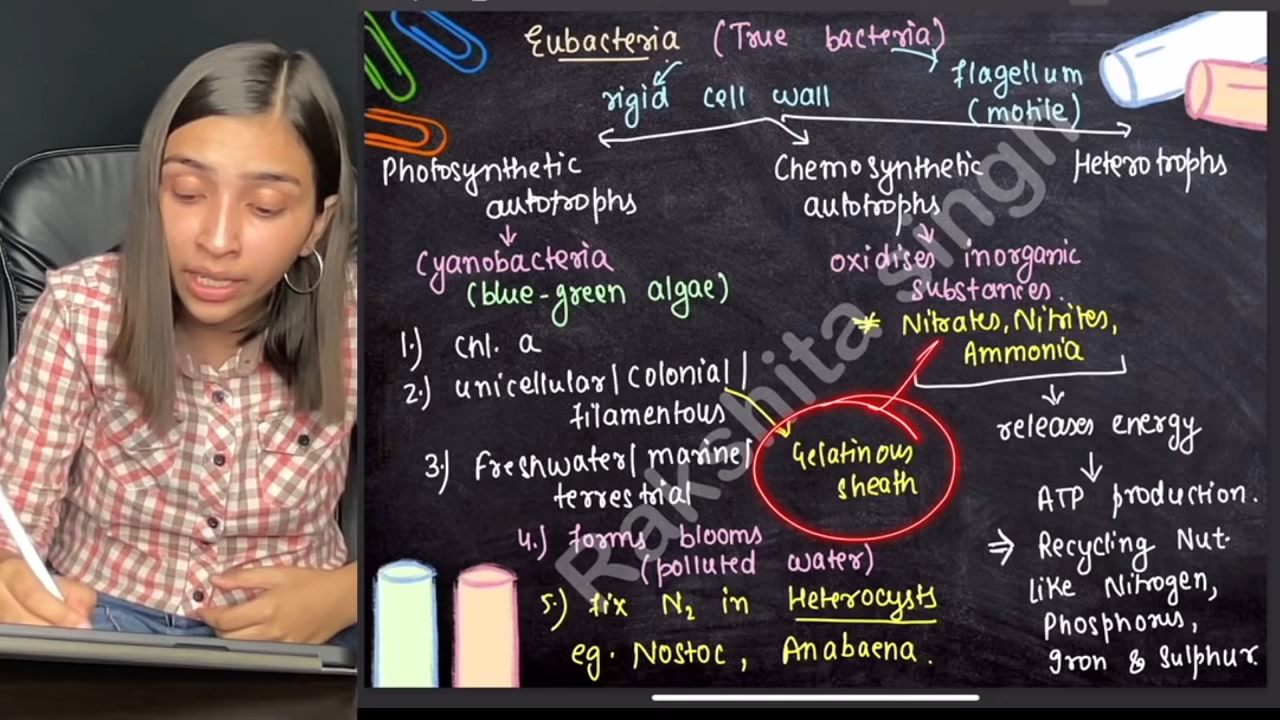 Eubacteria (True bacteria)
flagellum
(motile)
rigid cell wall
Photosynthetic
autotrophs
Cyanobacteria
(blue-green algae)
1.) chl. a
2.) unicellular/colonial/
filamentous
Gelatinous
sheath
3.) freshwater/marine/
terrestrial
4.) forms blooms
(polluted water)
5.) fix N2 in Heterocysts
eg. Nostoc, Anabaena.
Chemosynthetic
autotrophs
oxidises inorganic
substances.
* Nitrates, Nitrites,
Ammonia
releases energy
ATP production.
⇒ Recycling Nut.
like Nitrogen,
Phosphorus,
Iron & Sulphur.
Heterotrophs
Rakshita Singh